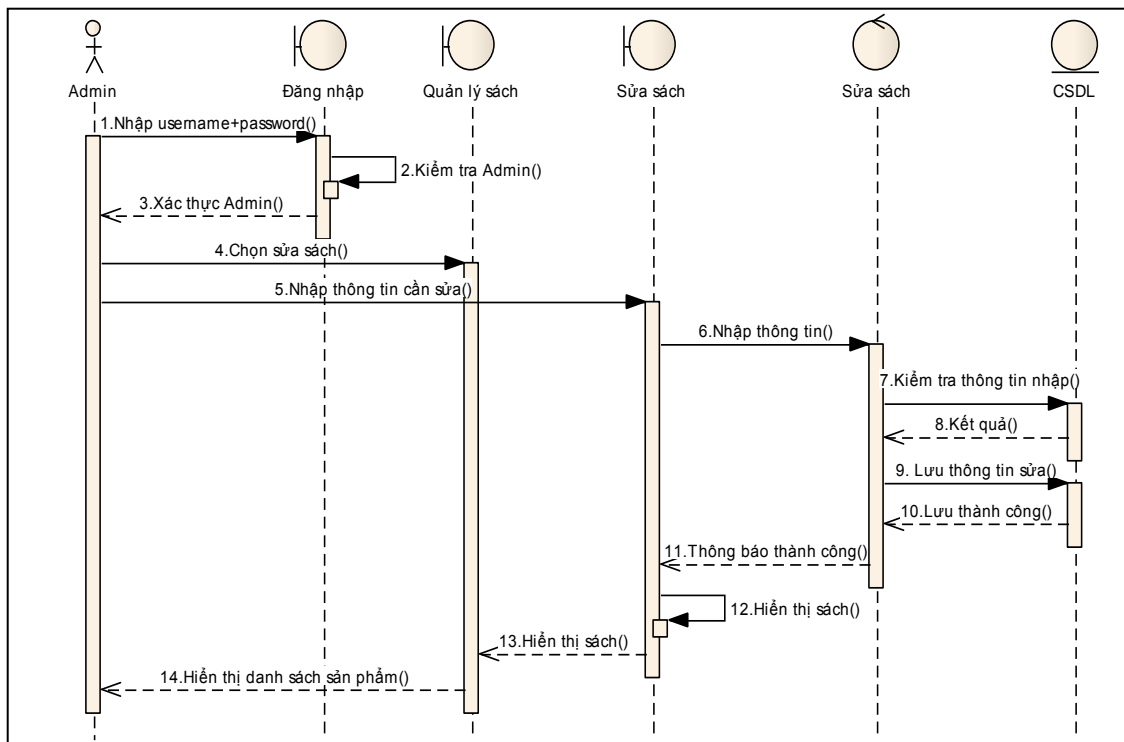 Admin
Đăng nhập
Quản lý sách
Sửa sách
Sửa sách
CSDL
1.Nhập username+password()
2.Kiểm tra Admin()
3.Xác thực Admin()
4.Chọn sửa sách()
5.Nhập thông tin cần sửa()
6.Nhập thông tin()
7.Kiểm tra thông tin nhập()
8.Kết quả()
9. Lưu thông tin sửa()
10.Lưu thành công()
11.Thông báo thành công()
12.Hiển thị sách()
13.Hiển thị sách()
14.Hiển thị danh sách sản phẩm()